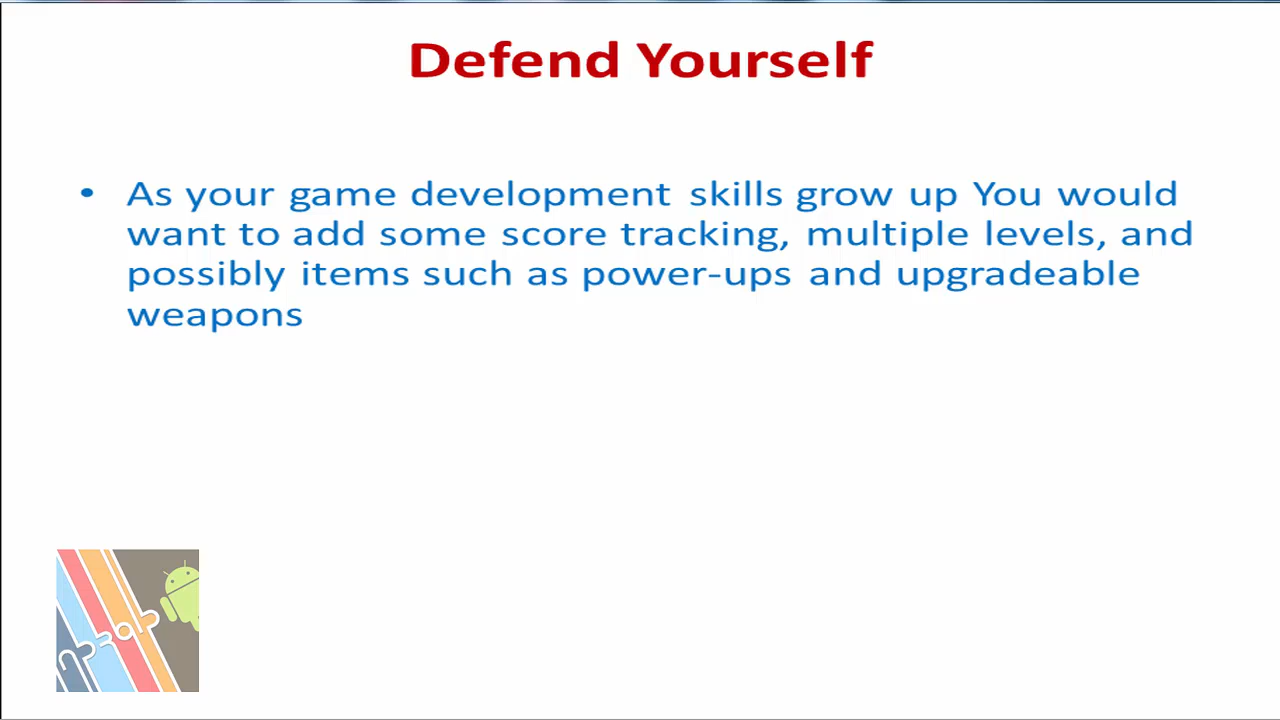 Defend Yourself
• As your game development skills grow up You would
want to add some score tracking, multiple levels, and
possibly items such as power-ups and upgradeable
weapons